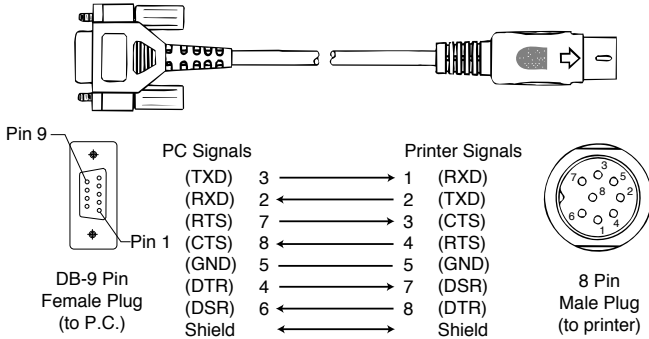 Pin 9
Pin 1
DB-9 Pin
Female Plug
(to P.C.)
PC Signals Printer Signals
(TXD) 3 1 (RXD)
(RXD) 2 2 (TXD)
(RTS) 7 3 (CTS)
(CTS) 8 4 (RTS)
(GND) 5 5 (GND)
(DTR) 4 7 (DSR)
(DSR) 6 8 (DTR)
Shield Shield
3
7 5
8 2
6 4
1
8 Pin
Male Plug
(to printer)